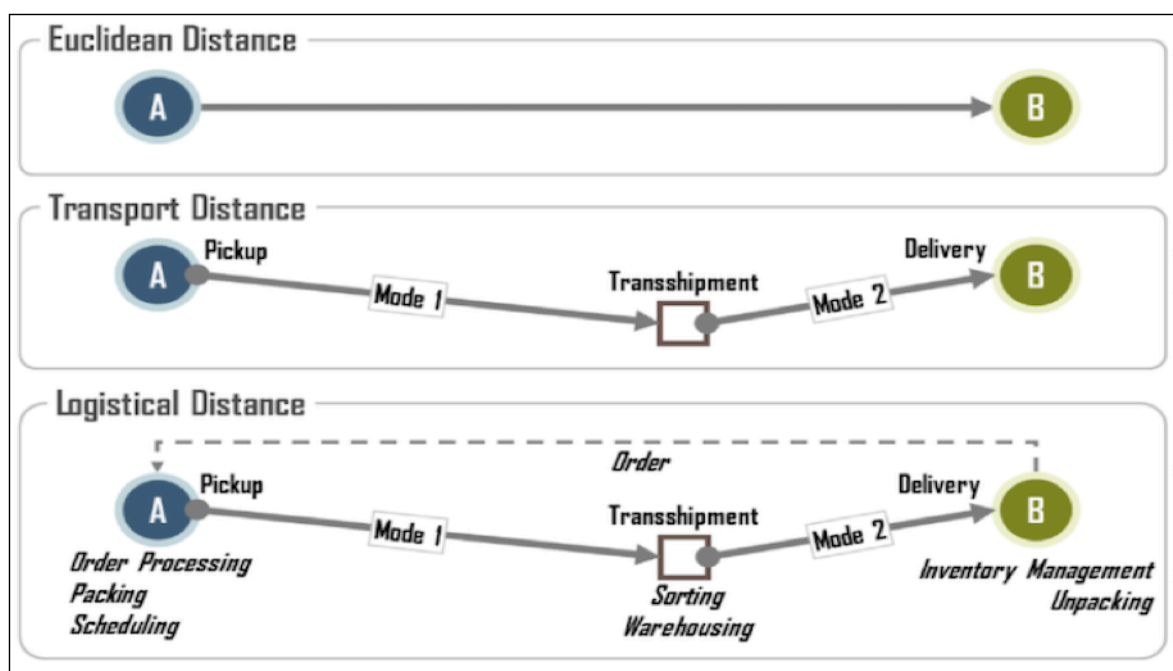 Euclidean Distance
A
B
Transport Distance
A
Pickup
Mode 1
Transshipment
Mode 2
Delivery
B
Logistical Distance
Order
A
Pickup
Mode 1
Transshipment
Mode 2
Delivery
B
Order Processing
Packing
Scheduling
Sorting
Warehousing
Inventory Management
Unpacking